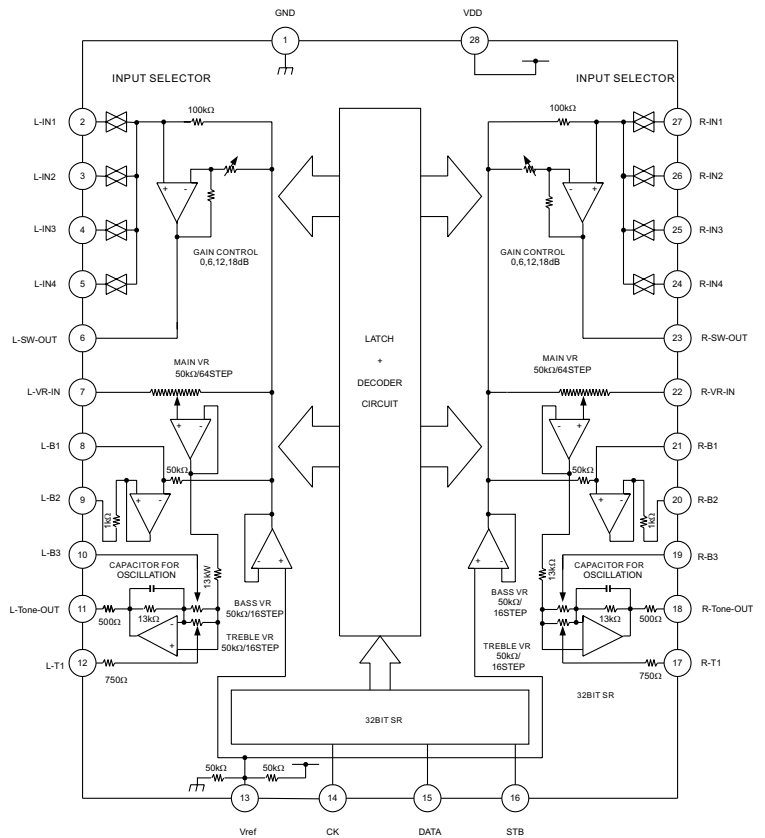 GND
VDD
1
28
INPUT SELECTOR
INPUT SELECTOR
L-IN1
2
100kΩ
100kΩ
27
R-IN1
L-IN2
3
+ -
- +
26
R-IN2
L-IN3
4
25
R-IN3
GAIN CONTROL
0,6,12,18dB
GAIN CONTROL
0,6,12,18dB
L-IN4
5
24
R-IN4
L-SW-OUT
6
23
R-SW-OUT
LATCH
+
DECODER
CIRCUIT
MAIN VR
50kΩ/64STEP
MAIN VR
50kΩ/64STEP
L-VR-IN
7
22
R-VR-IN
+ -
- +
L-B1
8
21
R-B1
50kΩ
50kΩ
L-B2
9
1kΩ
+ -
+ -
1kΩ
20
R-B2
L-B3
10
19
R-B3
- +
- +
13kW
13kΩ
CAPACITOR FOR
OSCILLATION
CAPACITOR FOR
OSCILLATION
BASS VR
50kΩ/16STEP
BASS VR
50kΩ/
16STEP
L-Tone-OUT
11
500Ω
13kΩ
-
+
13kΩ
500Ω
18
R-Tone-OUT
TREBLE VR
50kΩ/16STEP
TREBLE VR
50kΩ/
16STEP
L-T1
12
750Ω
750Ω
17
R-T1
32BIT SR
32BIT SR
50kΩ
50kΩ
13
14
15
16
Vref
CK
DATA
STB